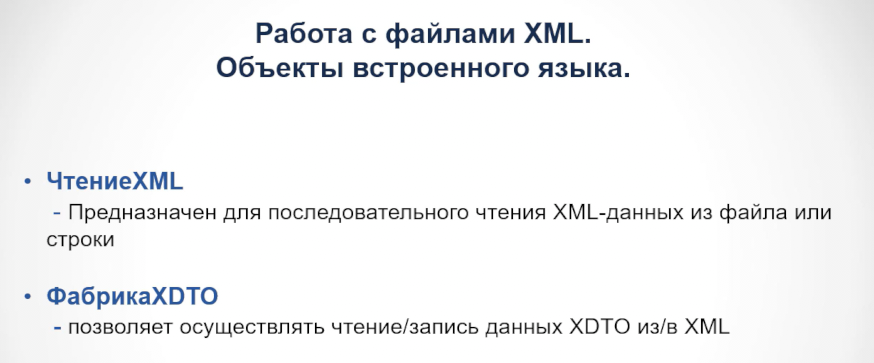 Работа с файлами XML.
Объекты встроенного языка.
• ЧтениеXML
- Предназначен для последовательного чтения XML-данных из файла или
строки
• ФабрикаXDTO
- позволяет осуществлять чтение/запись данных XDTO из/в XML